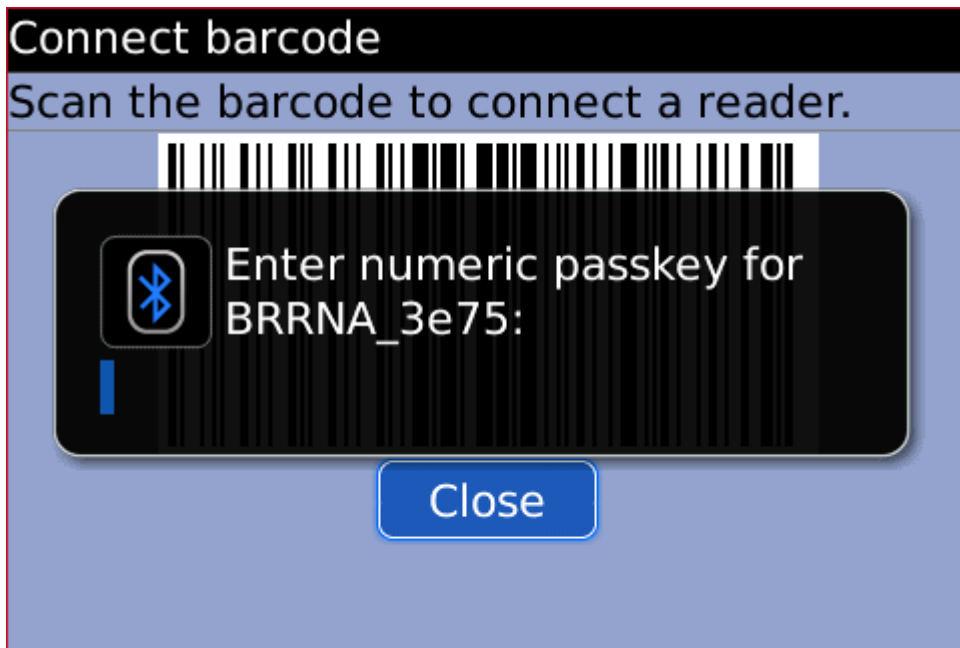 Connect barcode
Scan the barcode to connect a reader.
Enter numeric passkey for
BRRNA_3e75:
Close